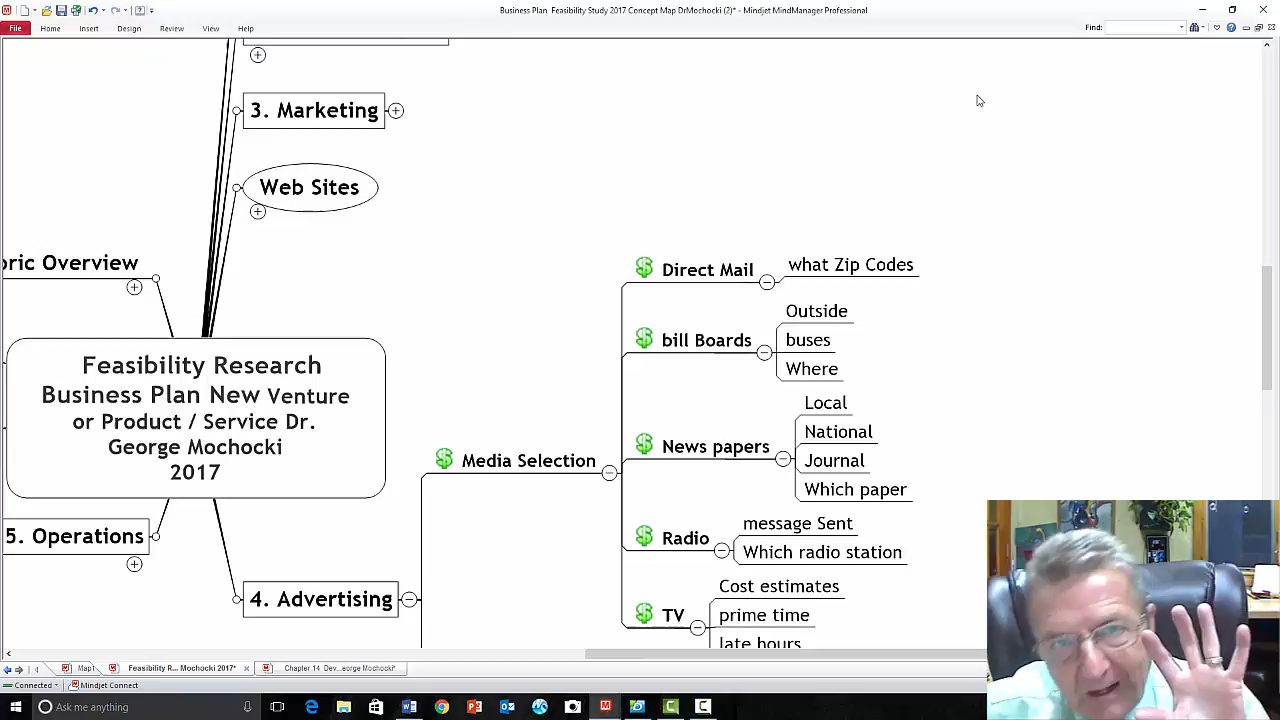 Business Plan Feasibility Study 2017 Concept Map DrMochocki (2)* - Mindjet MindManager Professional
File Home Insert Design Review View Help
Find:
3. Marketing
Web Sites
oric Overview
Direct Mail
what Zip Codes
Outside
bill Boards
buses
Where
Feasibility Research
Business Plan New Venture
or Product / Service Dr.
George Mochocki
2017
Local
National
News papers
Journal
Which paper
Media Selection
message Sent
Radio
Which radio station
5. Operations
4. Advertising
Cost estimates
TV
prime time
late hours
Map1 Feasibility R... Mochocki 2017* Chapter 14 Dev...eorge Mochocki*
Connected Mindjet Connect
Ask me anything